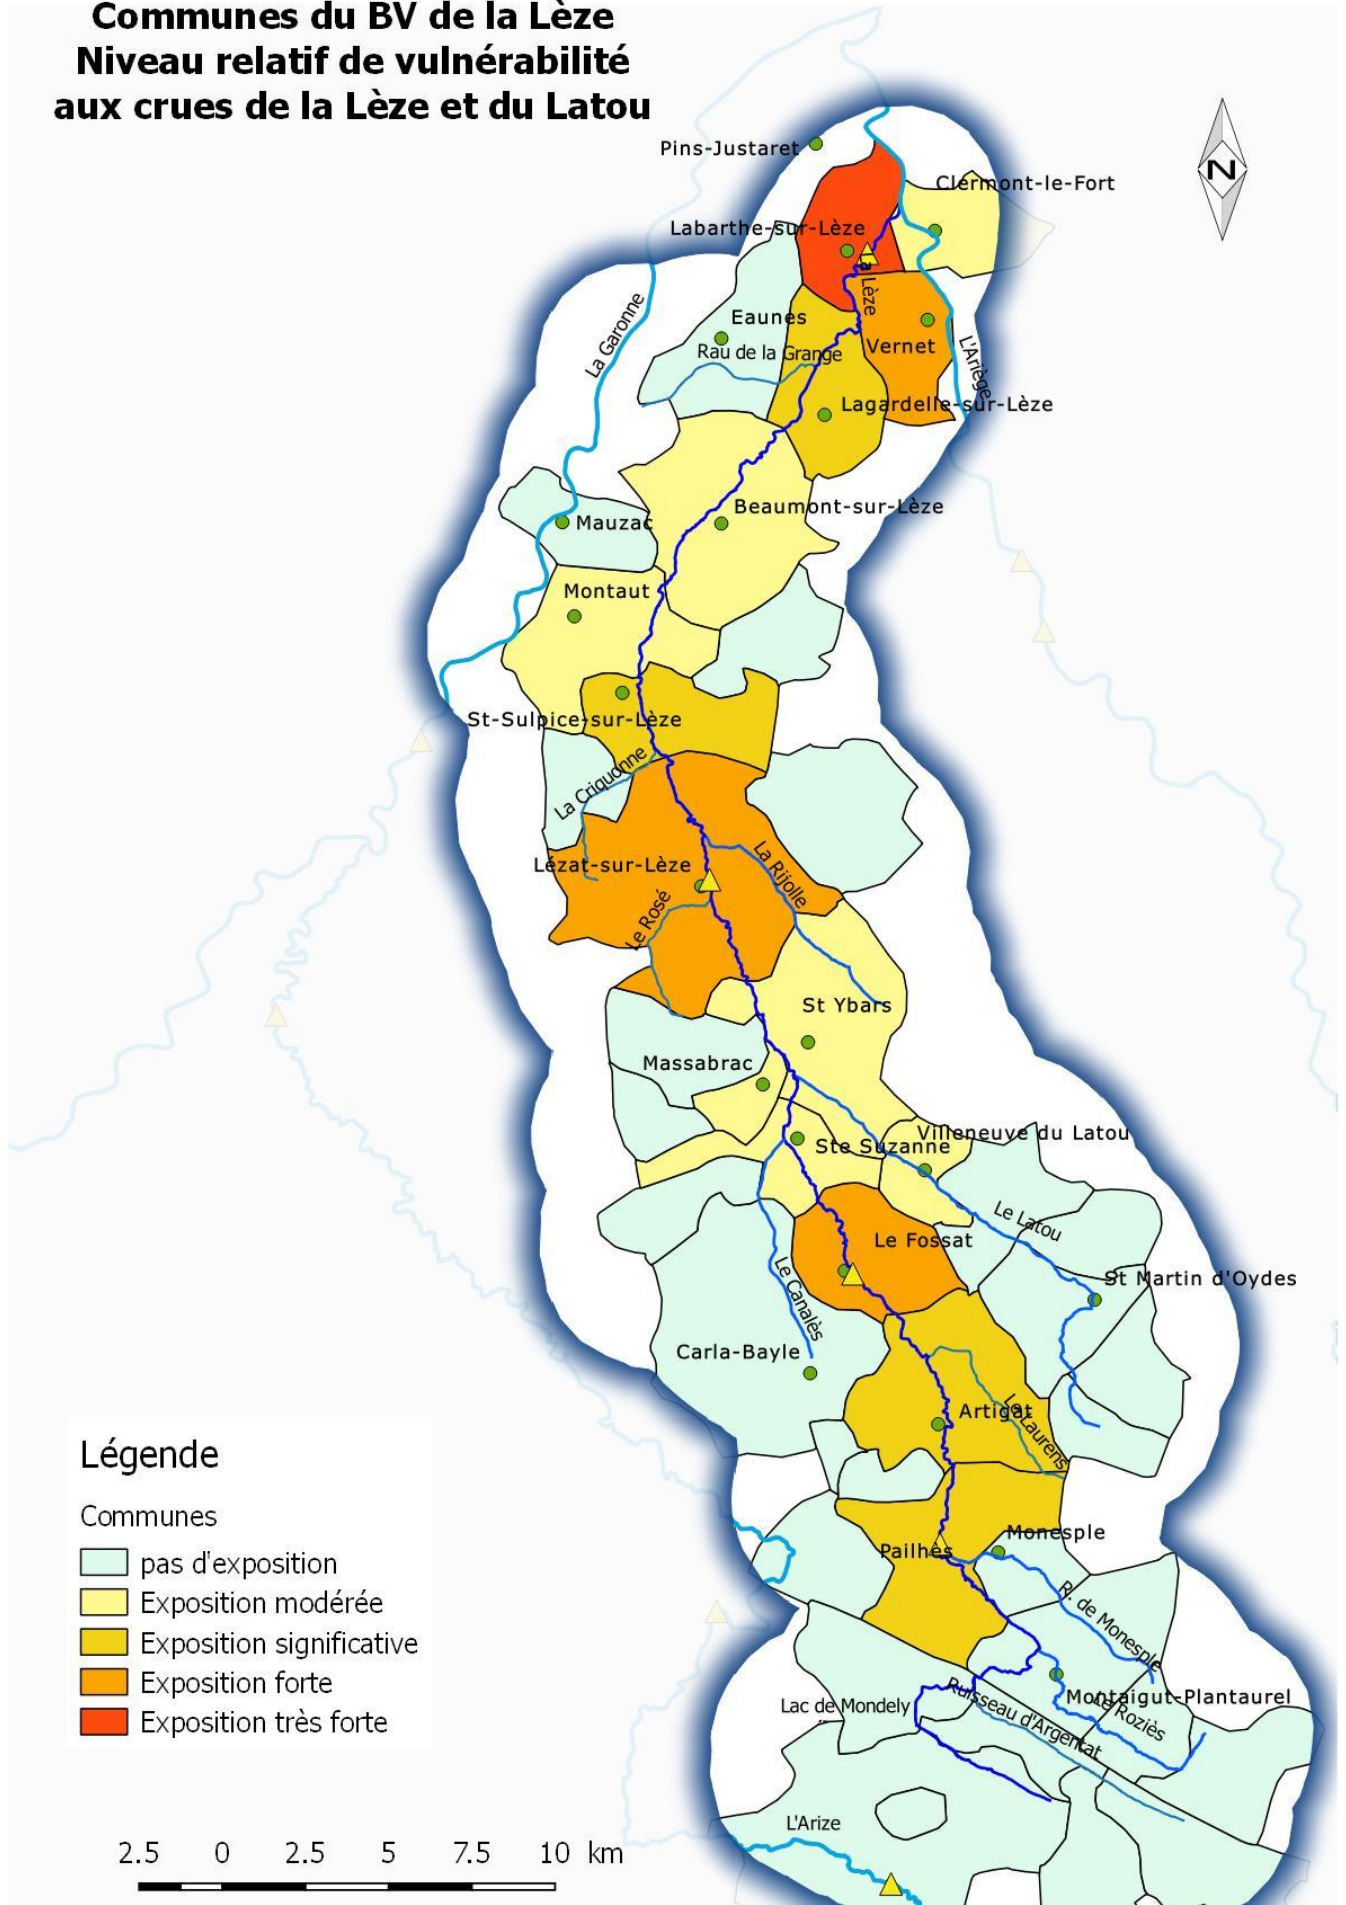 Communes du BV de la Lèze
Niveau relatif de vulnérabilité
aux crues de la Lèze et du Latou
Pins-Justaret
N
Clermont-le-Fort
Labarthe-sur-Lèze
La Lèze
La Garonne
Eaunes
Vernet
Rau de la Grange
L'Ariège
Lagardelle-sur-Lèze
Beaumont-sur-Lèze
Mauzac
Montaut
St-Sulpice-sur-Lèze
La Criquonne
Lézat-sur-Lèze
La Rijolle
Le Rosé
St Ybars
Massabrac
Villeneuve du Latou
Ste Suzanne
Le Latou
Le Fossat
St Martin d'Oydes
Le Canalès
Carla-Bayle
Artigat
Le Laurens
Monesple
Pailhès
R. de Monesple
Montaigut-Plantaurel
Lac de Mondely
Le Roziès
Ruisseau d'Argentat
L'Arize
Légende
Communes
pas d'exposition
Exposition modérée
Exposition significative
Exposition forte
Exposition très forte
2.5 0 2.5 5 7.5 10 km